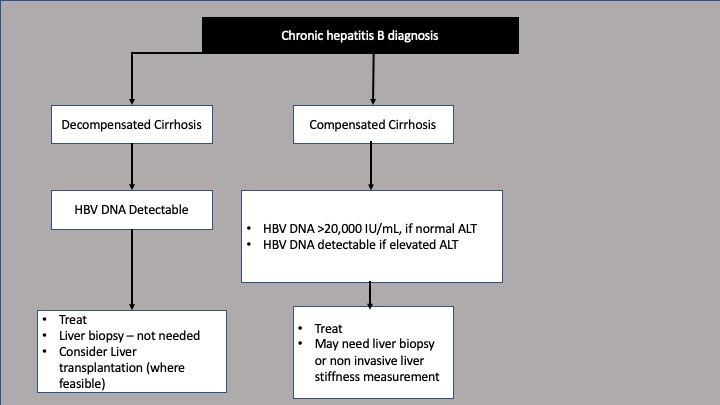 Chronic hepatitis B diagnosis
Decompensated Cirrhosis
Compensated Cirrhosis
HBV DNA Detectable
• HBV DNA >20,000 IU/mL, if normal ALT
• HBV DNA detectable if elevated ALT
• Treat
• Liver biopsy – not needed
• Consider Liver
transplantation (where
feasible)
• Treat
• May need liver biopsy
or non invasive liver
stiffness measurement